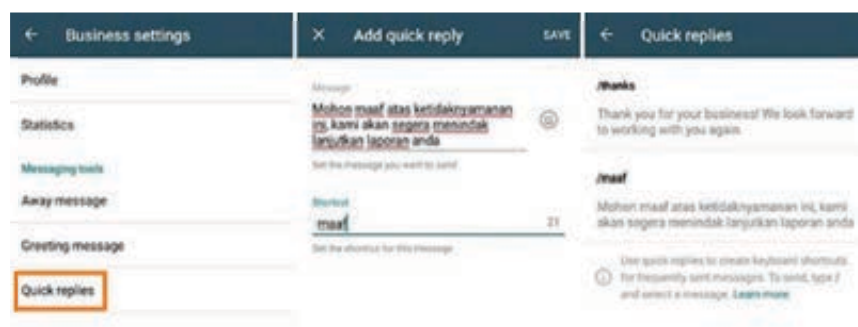 Business settings
Profile
Statistics
Messaging tools
Away message
Greeting message
Quick replies
Add quick reply
SAVE
Message
Mohon maaf atas ketidaknyamanan
ini, kami akan segera menindak
lanjutkan laporan anda
Set the message you want to send
Shortcut
maaf
21
Set the shortcut for this message
Quick replies
/thanks
Thank you for your business! We look forward
to working with you again.
/maaf
Mohon maaf atas ketidaknyamanan ini, kami
akan segera menindak lanjutkan laporan anda
Use quick replies to create keyboard shortcuts
for frequently sent messages. To send, type /
and select a message. Learn more